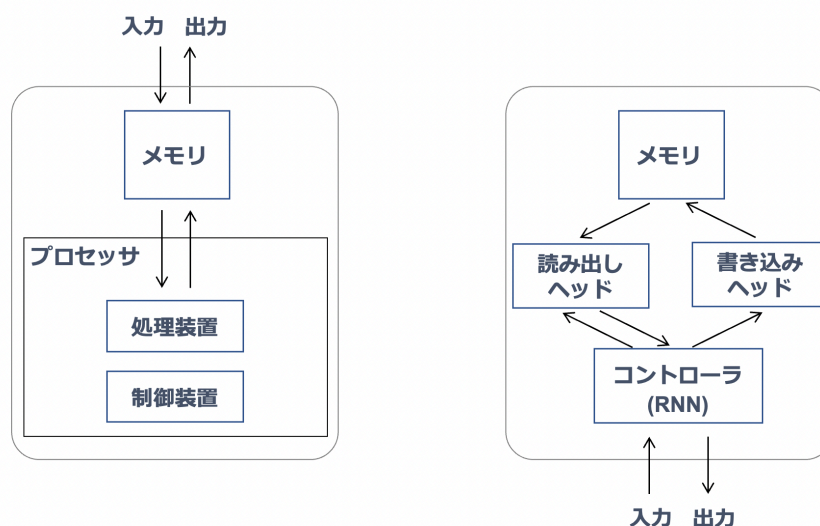 入力 出力
メモリ
プロセッサ
処理装置
制御装置
メモリ
読み出し
ヘッド
書き込み
ヘッド
コントローラ
(RNN)
入力 出力